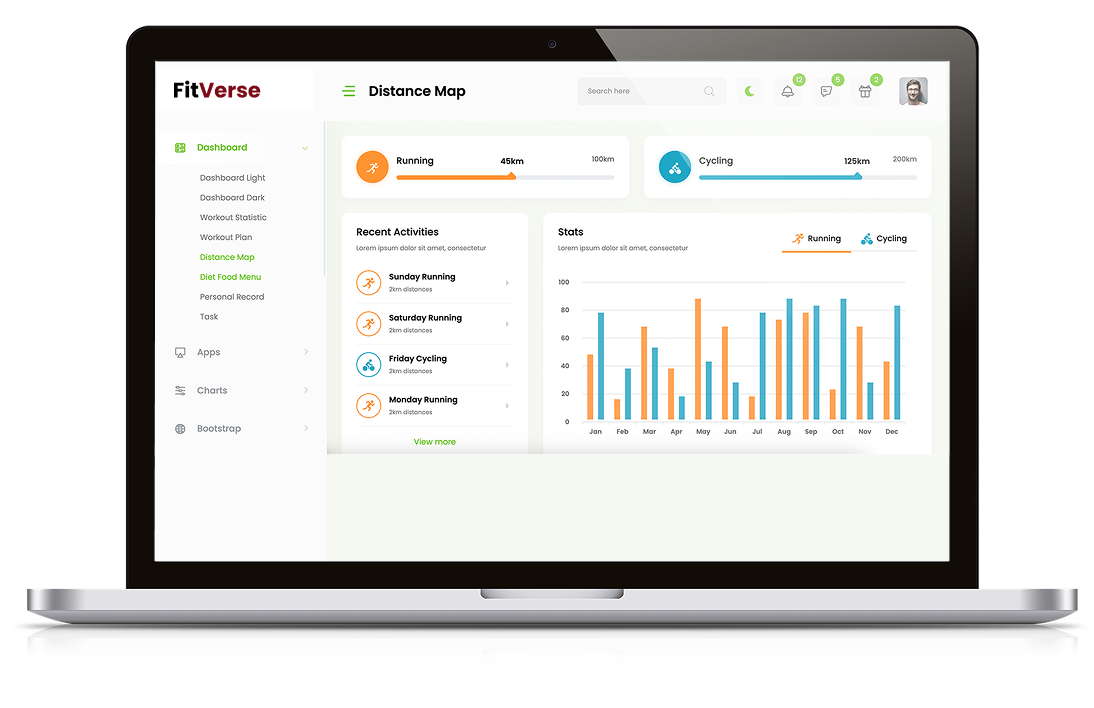 FitVerse
Distance Map
Search here
12
5
2
Dashboard
Dashboard Light
Dashboard Dark
Workout Statistic
Workout Plan
Distance Map
Diet Food Menu
Personal Record
Task
Apps
Charts
Bootstrap
Running
45km
100km
Cycling
125km
200km
Recent Activities
Lorem ipsum dolor sit amet, consectetur
Sunday Running
2km distances
Saturday Running
2km distances
Friday Cycling
2km distances
Monday Running
2km distances
View more
Stats
Lorem ipsum dolor sit amet, consectetur
Running
Cycling
100
80
60
40
20
0
Jan Feb Mar Apr May Jun Jul Aug Sep Oct Nov Dec